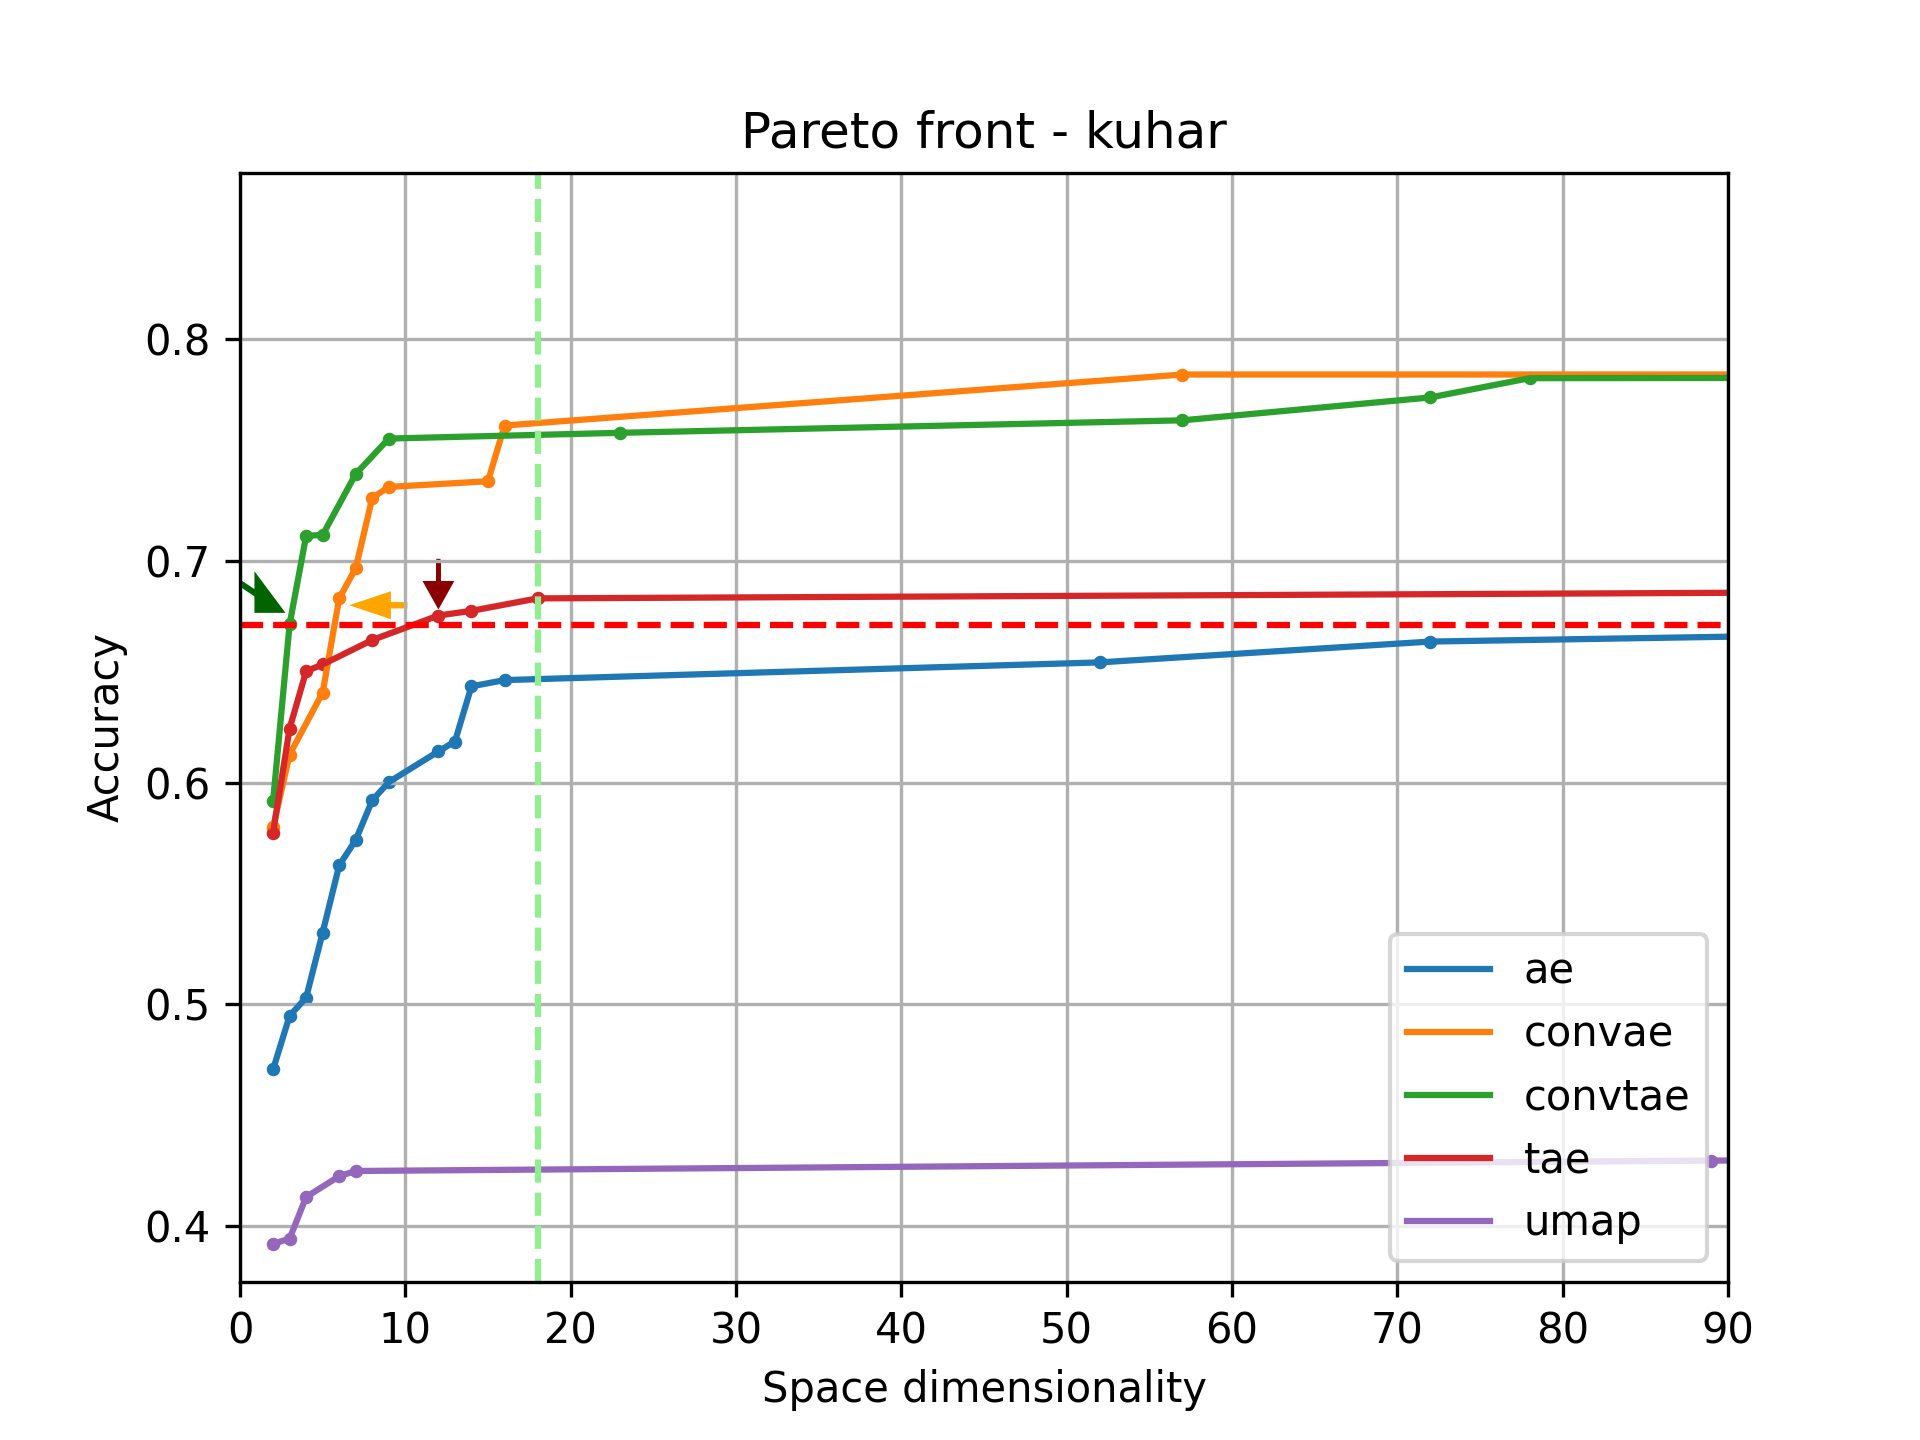 Pareto front - kuhar
Accuracy
0.8
0.7
0.6
0.5
0.4
0 10 20 30 40 50 60 70 80 90
Space dimensionality
ae
convae
convtae
tae
umap